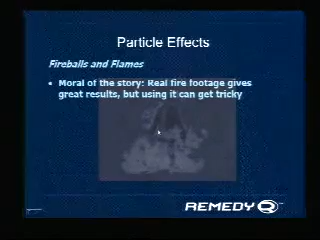 Particle Effects
Fireballs and Flames
• Moral of the story: Real fire footage gives
great results, but using it can get tricky
REMEDY